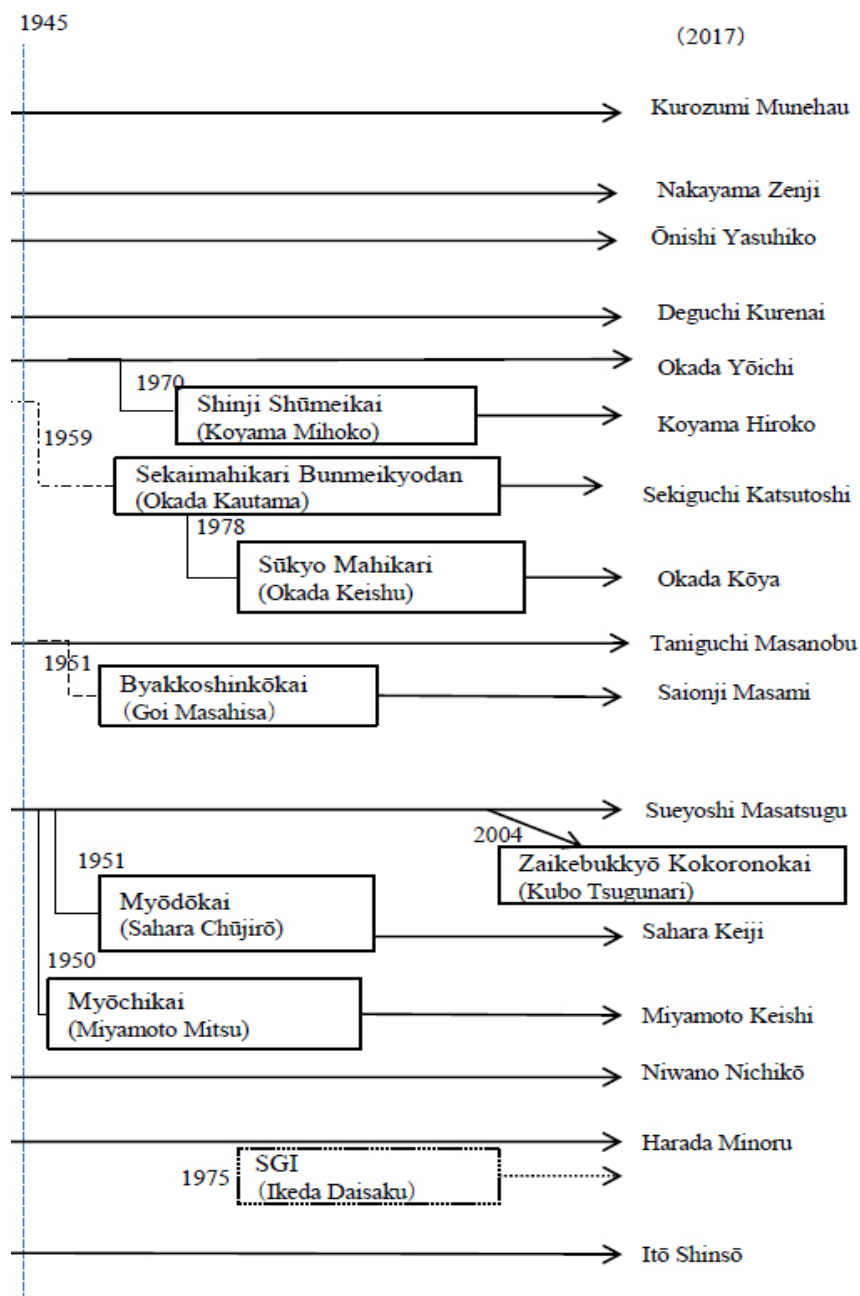 1945
(2017)
Kurozumi Munehau
Nakayama Zenji
Ōnishi Yasuhiko
Deguchi Kurenai
Okada Yōichi
1970
Shinji Shūmeikai
(Koyama Mihoko)
Koyama Hiroko
1959
Sekaimahikari Bunmeikyodan
(Okada Kautama)
Sekiguchi Katsutoshi
1978
Sūkyo Mahikari
(Okada Keishu)
Okada Kōya
Taniguchi Masanobu
1951
Byakkoshinkōkai
(Goi Masahisa)
Saionji Masami
Sueyoshi Masatsugu
2004
Zaikebukkyō Kokoronokai
(Kubo Tsugunari)
1951
Myōdōkai
(Sahara Chūjirō)
Sahara Keiji
1950
Myōchikai
(Miyamoto Mitsu)
Miyamoto Keishi
Niwano Nichikō
Harada Minoru
1975
SGI
(Ikeda Daisaku)
Itō Shinsō